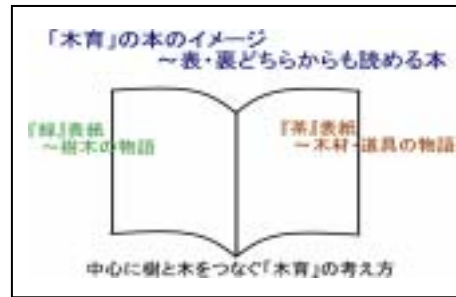 「木育」の本のイメージ
～表・裏どちらからも読める本
『緑』表紙
～樹木の物語
『茶』表紙
～木材・道具の物語
中心に樹と木をつなぐ「木育」の考え方